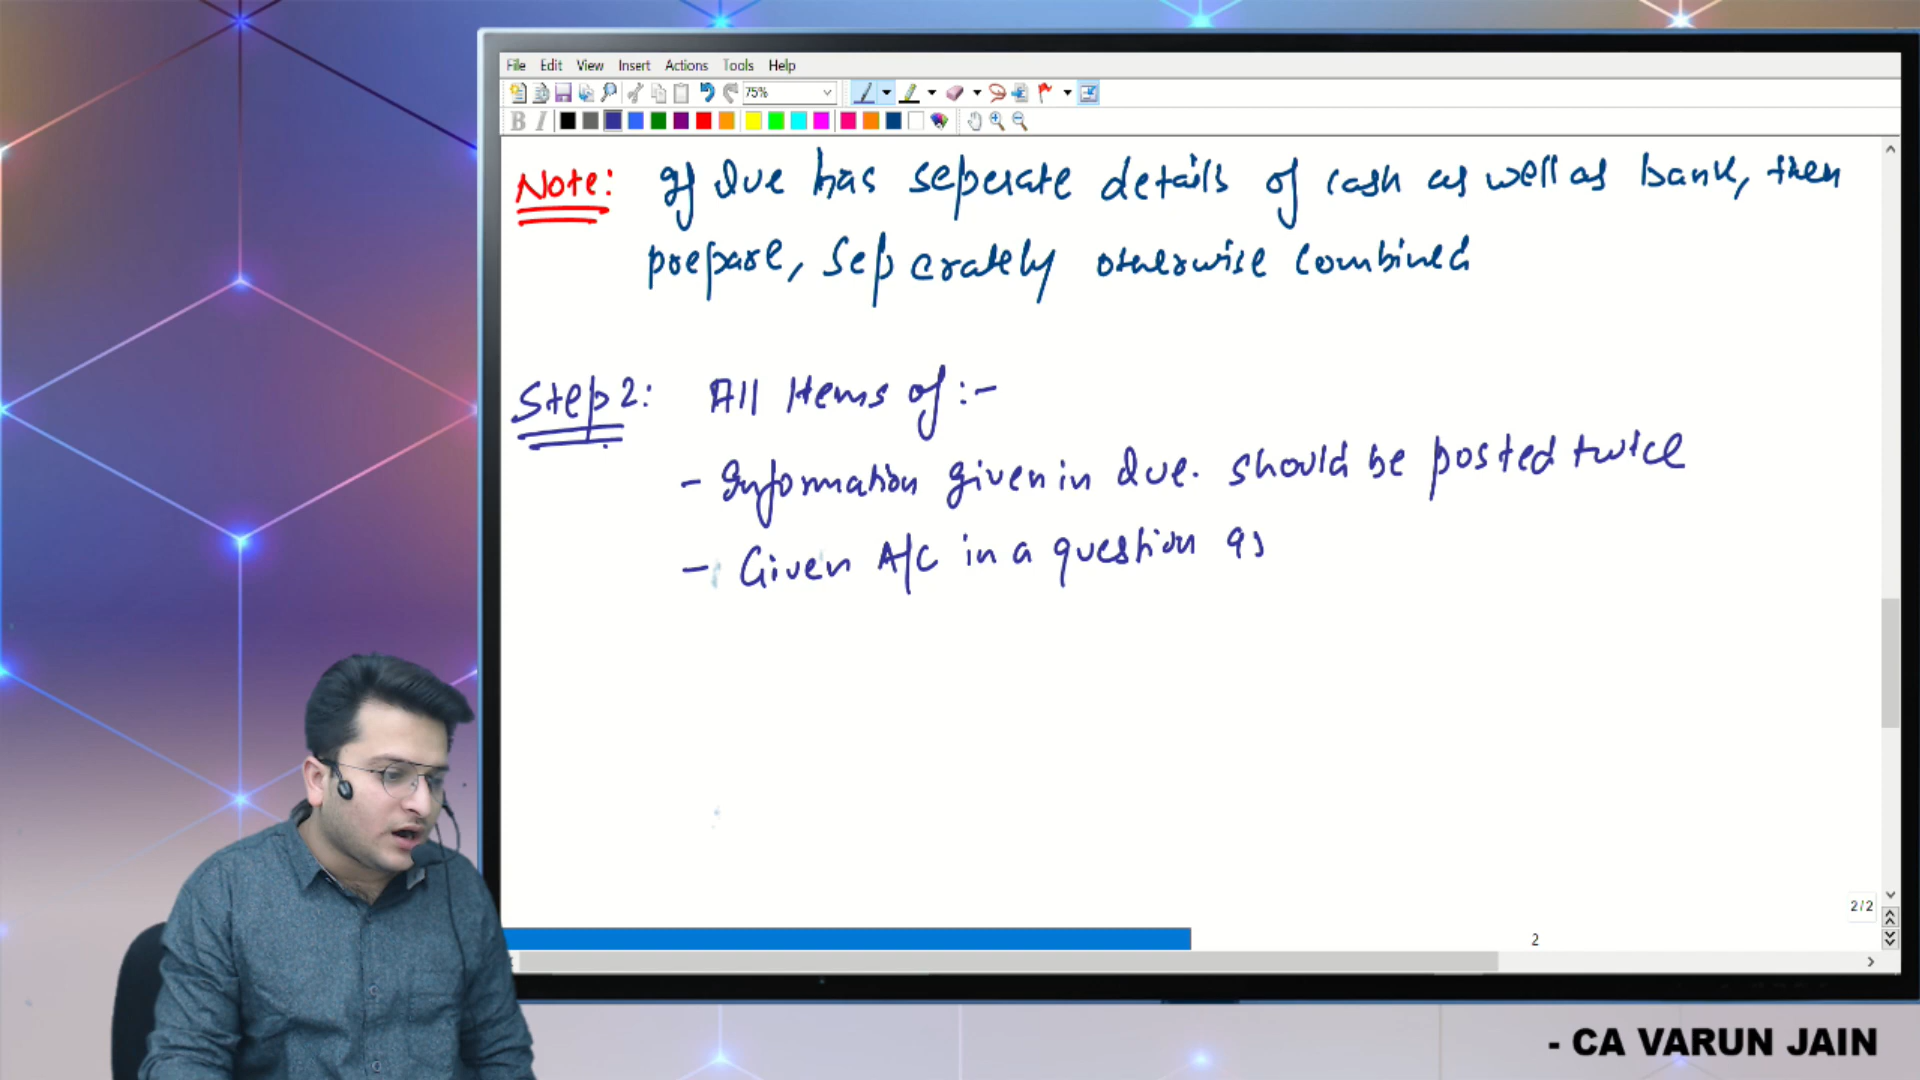 File Edit View Insert Actions Tools Help
75%
B I
Note: If Que has seperate details of cash as well as bank, then
prepare, Seperately otherwise combined
Step 2: All Items of :-
- Information given in Que. should be posted twice
- Given A/C in a question as
2/2
2
- CA VARUN JAIN